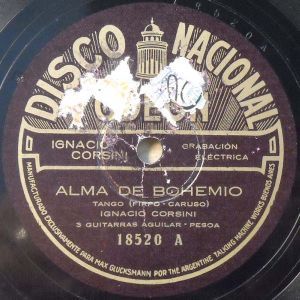 DISCO NACIONAL
ODEON
IGNACIO CORSINI
GRABACIÓN ELÉCTRICA
ALMA DE BOHEMIO
TANGO (FIRPO - CARUSO)
IGNACIO CORSINI
3 GUITARRAS AGUILAR - PESOA
18520 A
MANUFACTURADO EXCLUSIVAMENTE PARA MAX GLUCKSMANN POR THE ARGENTINE TALKING MACHINE WORKS BUENOS AIRES